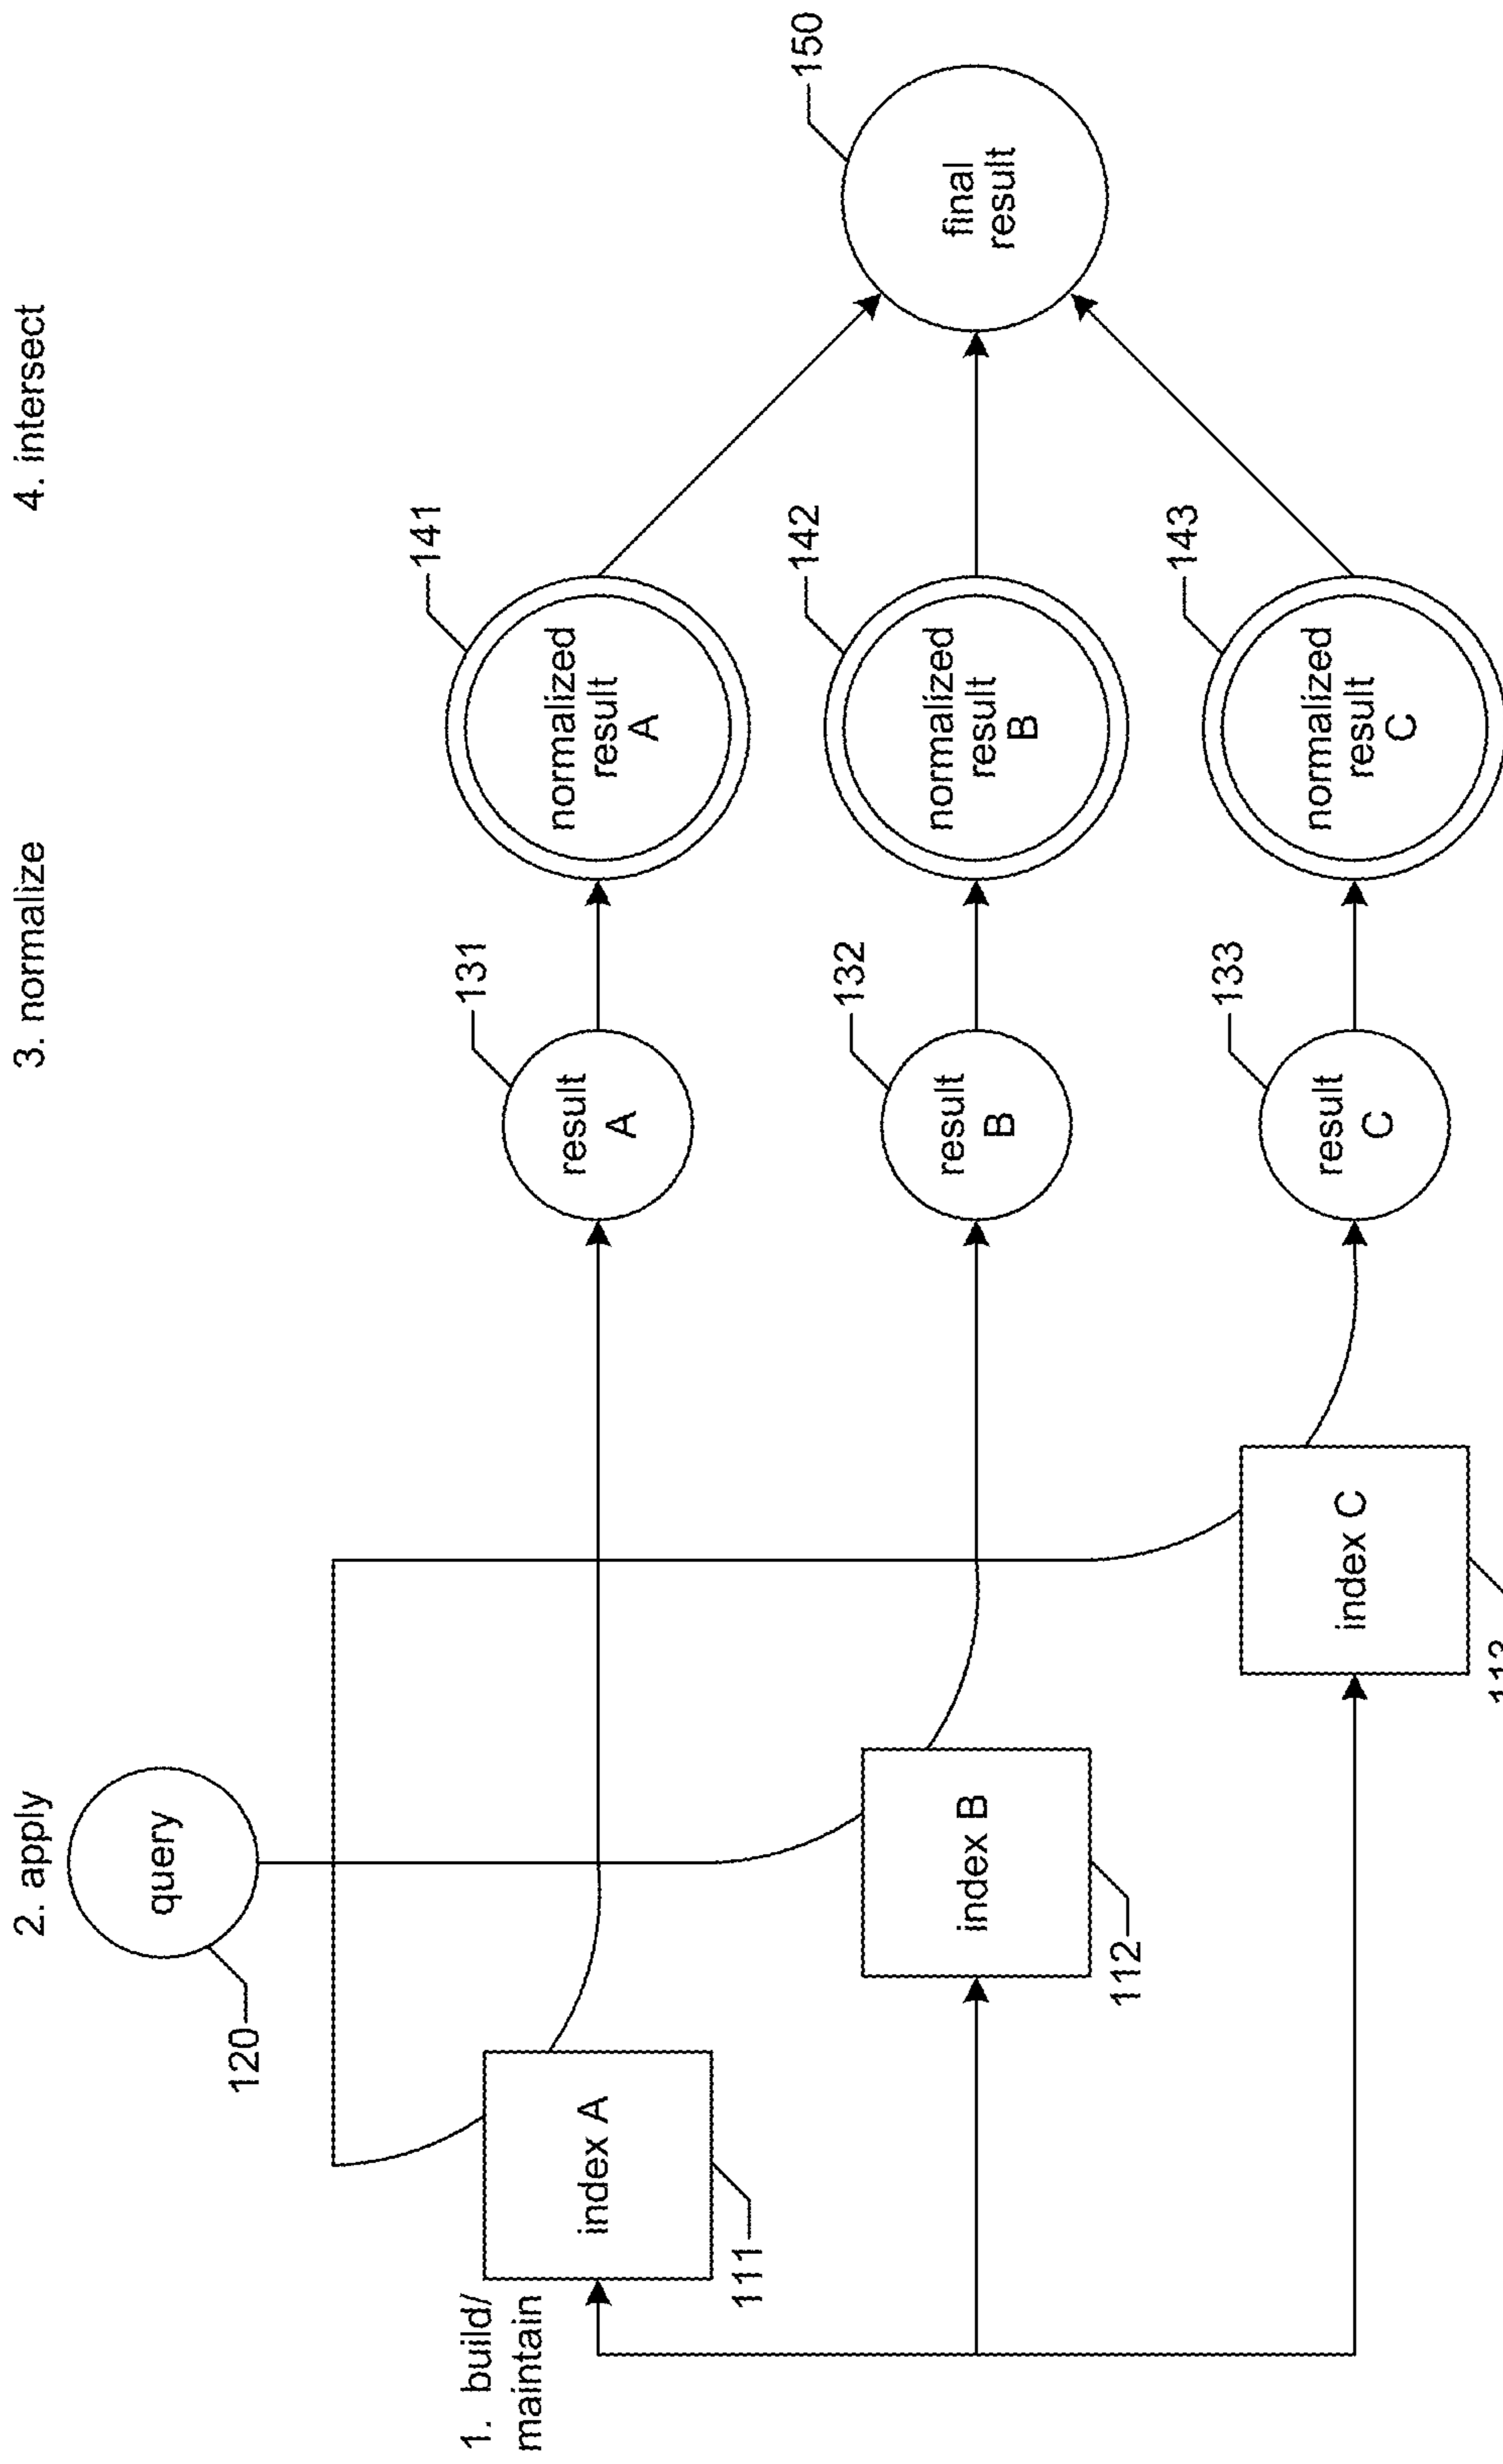 2. apply
3. normalize
4. intersect
query
120
1. build/
maintain
index A
111
index B
112
index C
result
A
131
result
B
132
result
C
133
normalized
result
A
141
normalized
result
B
142
normalized
result
C
143
final
result
150